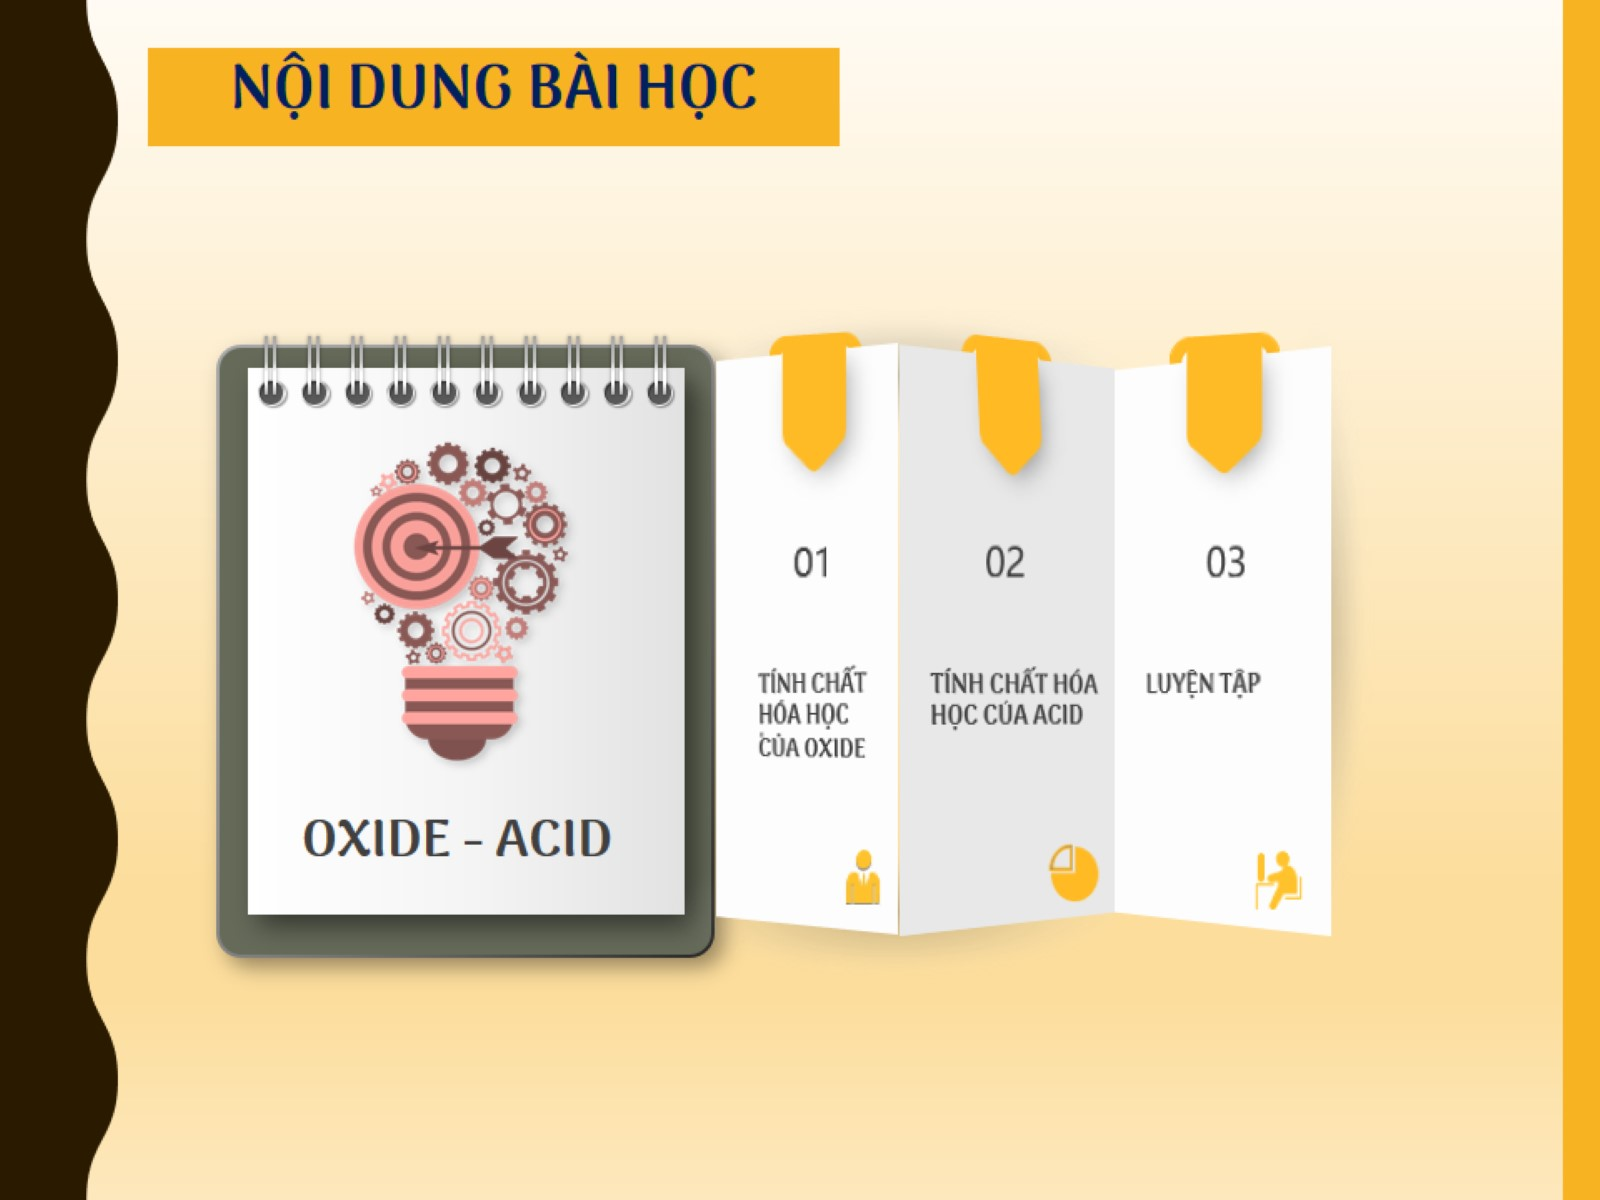 NỘI DUNG BÀI HỌC
OXIDE - ACID
01
TÍNH CHẤT
HÓA HỌC
CỦA OXIDE
02
TÍNH CHẤT HÓA
HỌC CỦA ACID
03
LUYỆN TẬP